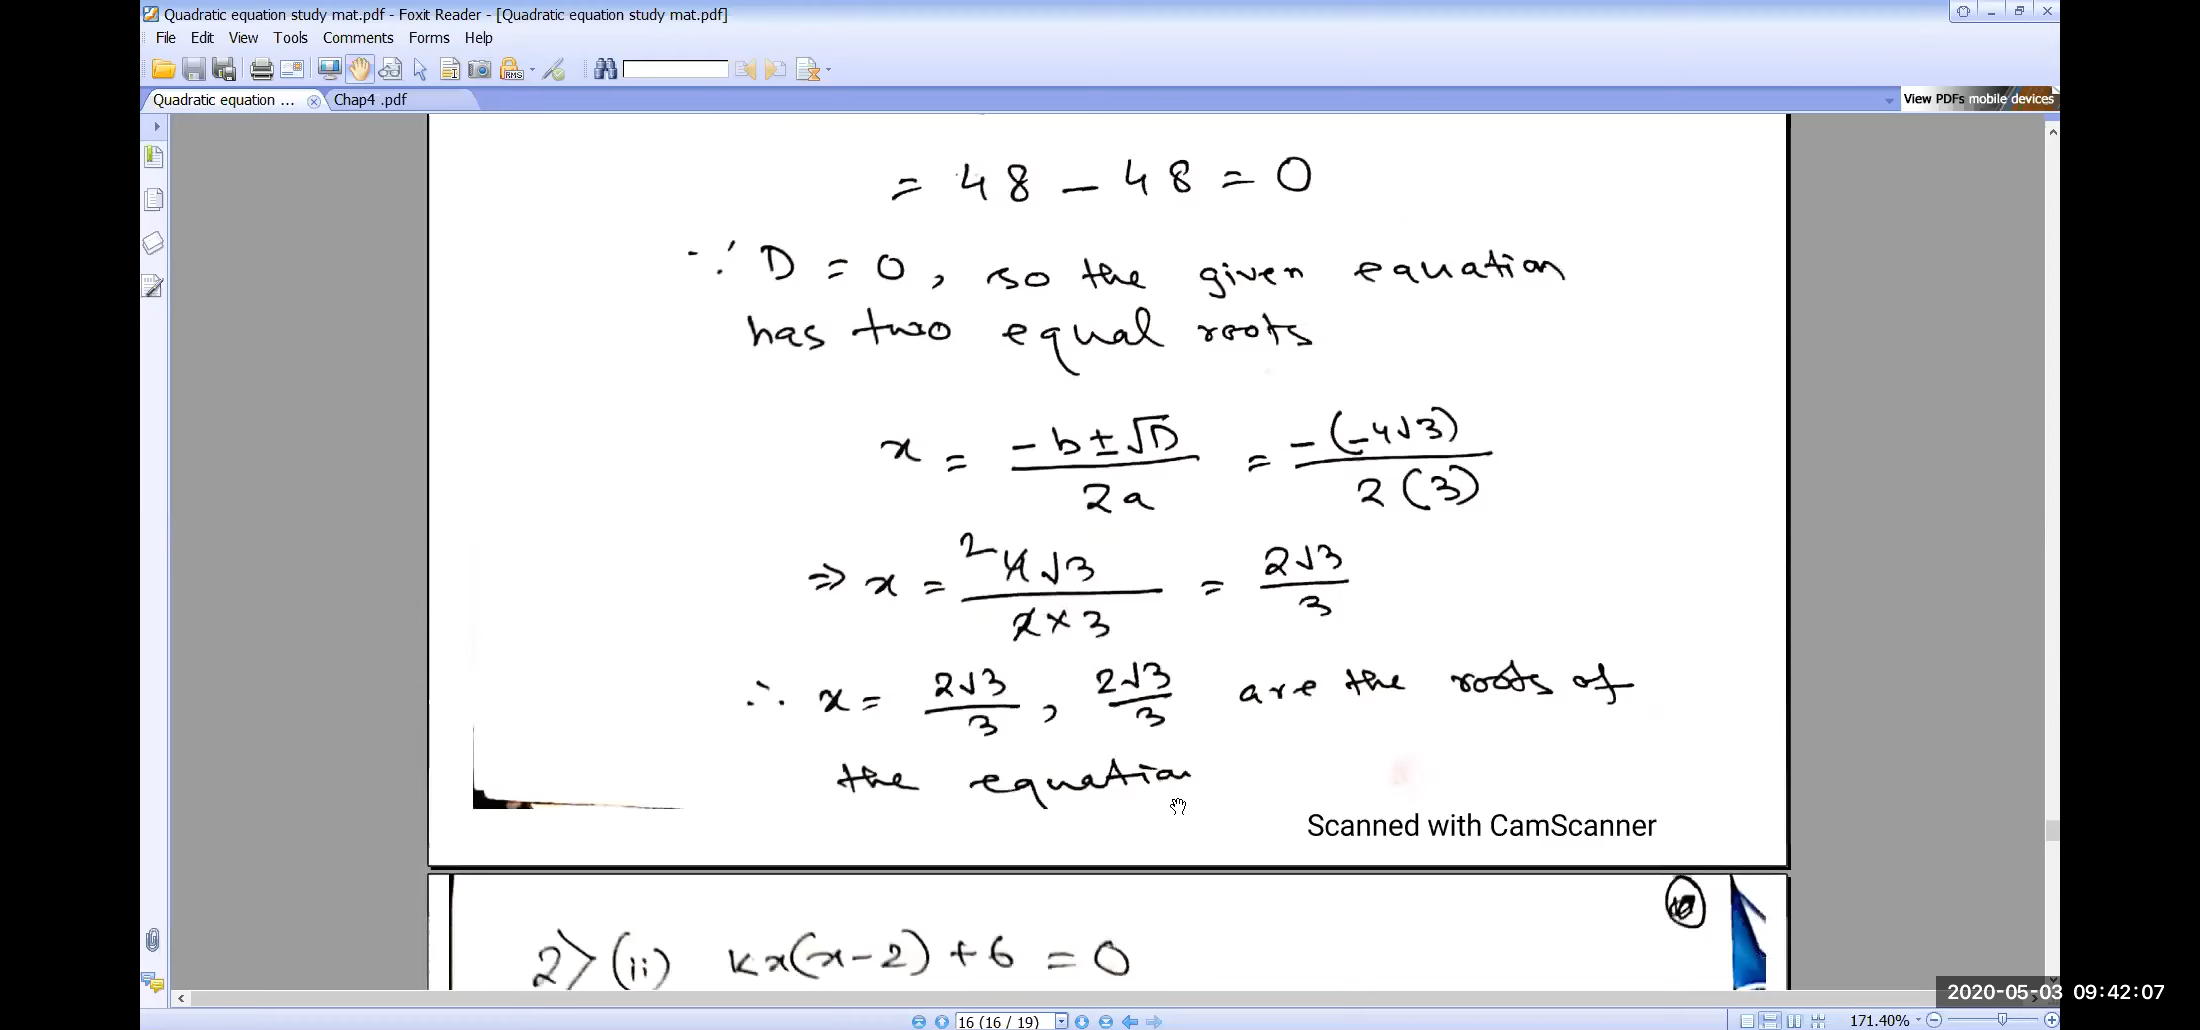 Quadratic equation study mat.pdf - Foxit Reader - [Quadratic equation study mat.pdf]
File Edit View Tools Comments Forms Help
RMS
Quadratic equation ... Chap4 .pdf
View PDFs mobile devices
= 48 - 48 = 0
∵ D = 0, so the given equation
has two equal roots
x = -b±√D / 2a = -(-4√3) / 2(3)
⇒ x = 2 4√3 / 2×3 = 2√3 / 3
∴ x = 2√3/3, 2√3/3 are the roots of
the equation
Scanned with CamScanner
2> (ii) kx(x-2) + 6 = 0
2020-05-03 09:42:07
16 (16 / 19)
171.40%